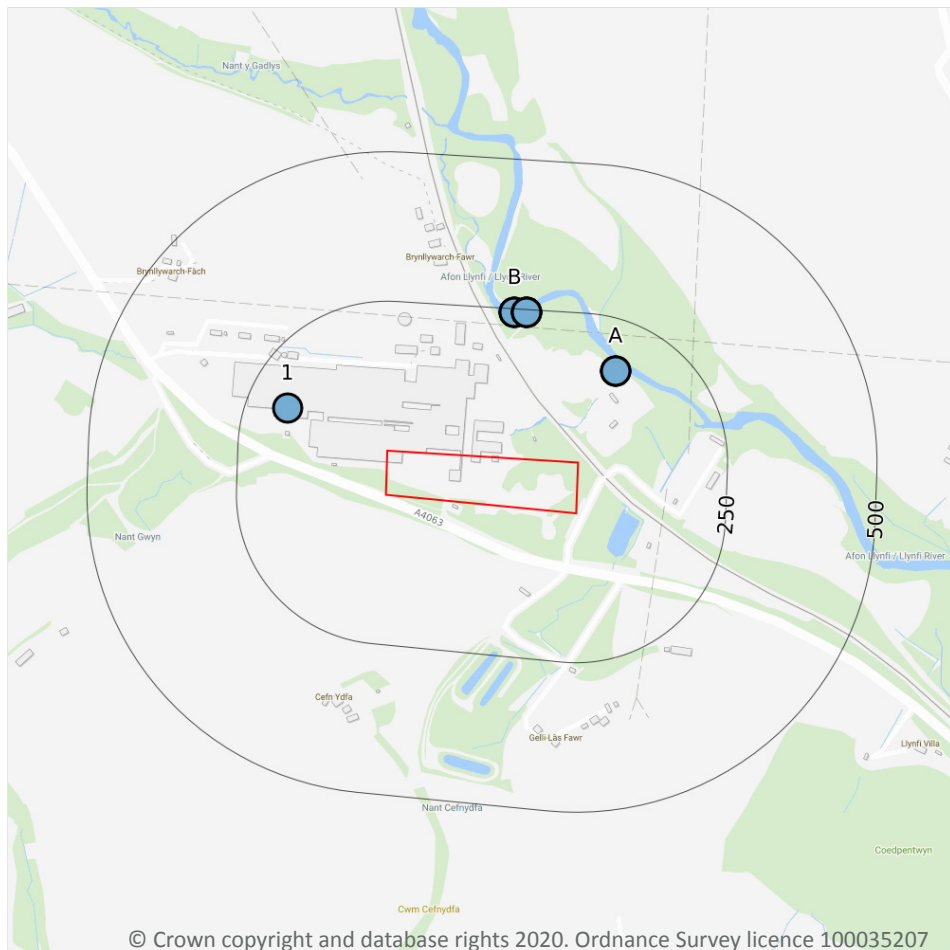 Nant y Gadlys
Brynllywarch-Fawr
Brynllywarch-Fâch
Afon Llynfi / Llynfi River
B
A
1
A4063
250
500
Nant Gwyn
Afon Llynfi / Llynfi River
Cefn Ydfa
Gelli-Làs Fawr
Llynfi Villa
Nant Cefnydfa
Coedpentwyn
Cwm Cefnydfa
© Crown copyright and database rights 2020. Ordnance Survey licence 100035207